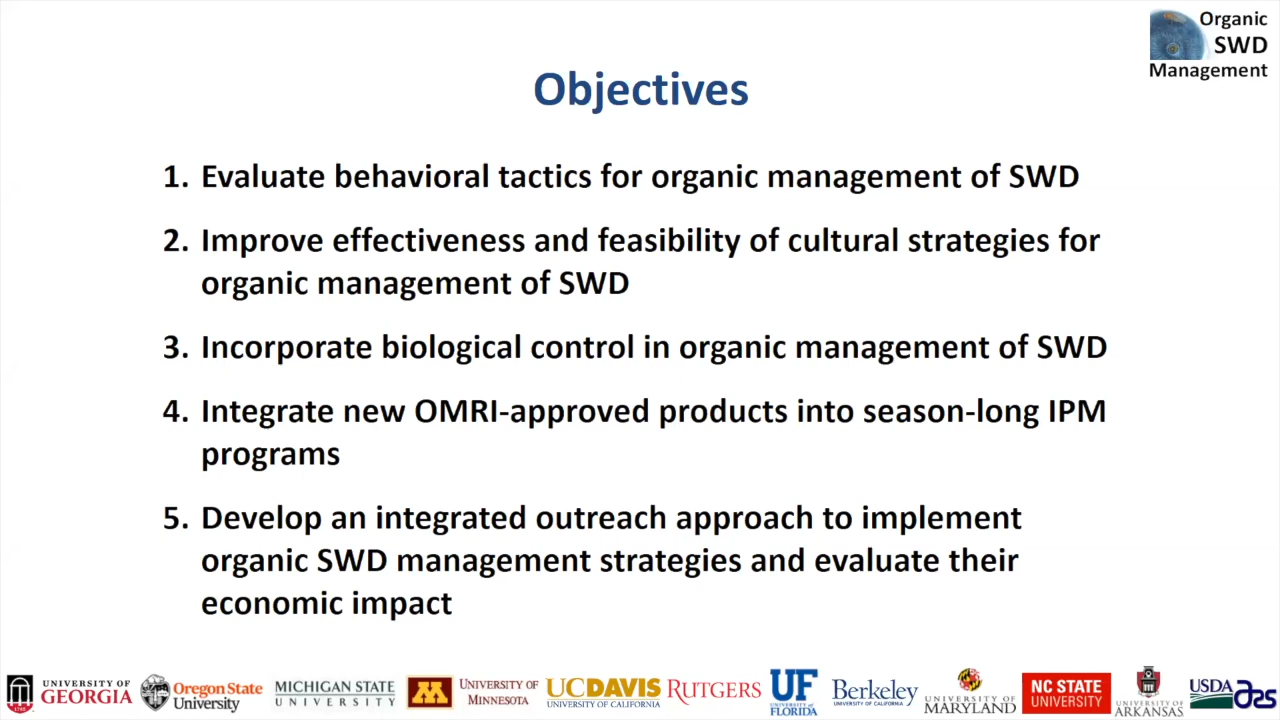 Organic
SWD
Management
Objectives
1. Evaluate behavioral tactics for organic management of SWD
2. Improve effectiveness and feasibility of cultural strategies for
organic management of SWD
3. Incorporate biological control in organic management of SWD
4. Integrate new OMRI-approved products into season-long IPM
programs
5. Develop an integrated outreach approach to implement
organic SWD management strategies and evaluate their
economic impact
1785
UNIVERSITY OF
GEORGIA
Oregon State
University
MICHIGAN STATE
UNIVERSITY
M
UNIVERSITY OF
MINNESOTA
UCDAVIS
UNIVERSITY OF CALIFORNIA
RUTGERS
UF
UNIVERSITY of
FLORIDA
Berkeley
UNIVERSITY OF CALIFORNIA
UNIVERSITY OF
MARYLAND
NC STATE
UNIVERSITY
UNIVERSITY OF
ARKANSAS
USDA
ars